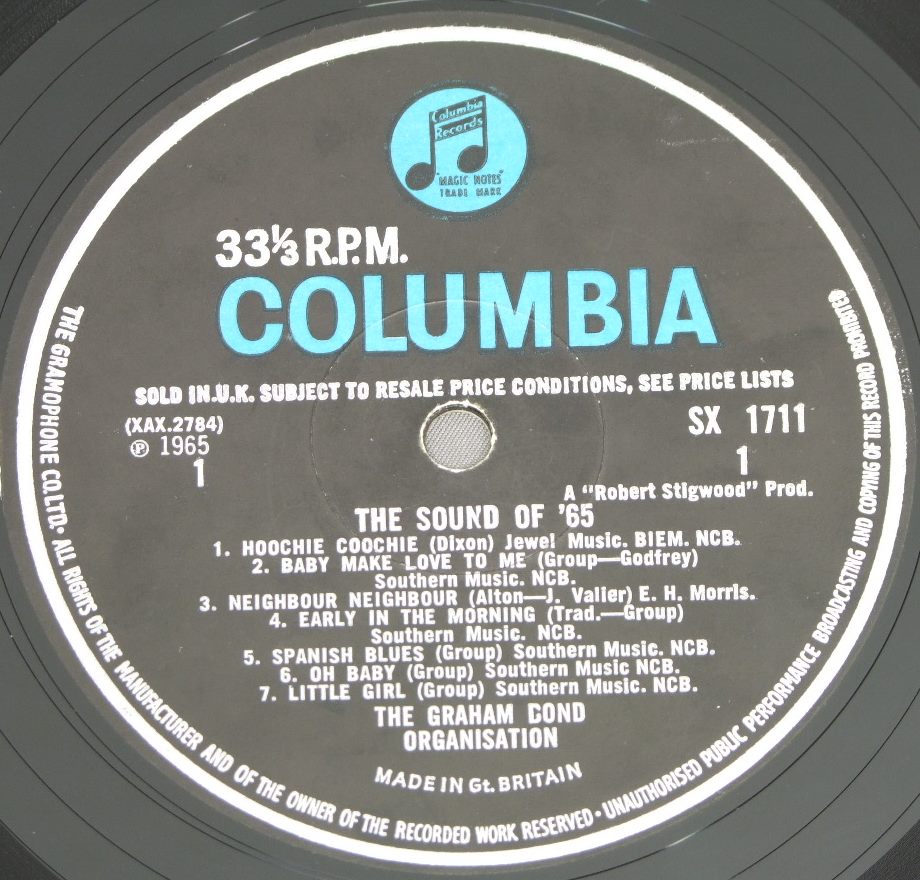 Columbia
Records
"MAGIC NOTES"
TRADE MARK
33⅓ R.P.M.
COLUMBIA
SOLD IN U.K. SUBJECT TO RESALE PRICE CONDITIONS, SEE PRICE LISTS
(XAX.2784)
SX 1711
℗ 1965
1
1
A "Robert Stigwood" Prod.
THE SOUND OF '65
1. HOOCHIE COOCHIE (Dixon) Jewel Music. BIEM. NCB.
2. BABY MAKE LOVE TO ME (Group—Godfrey)
Southern Music. NCB.
3. NEIGHBOUR NEIGHBOUR (Alton—J. Valier) E. H. Morris.
4. EARLY IN THE MORNING (Trad.—Group)
Southern Music. NCB.
5. SPANISH BLUES (Group) Southern Music. NCB.
6. OH BABY (Group) Southern Music NCB.
7. LITTLE GIRL (Group) Southern Music. NCB.
THE GRAHAM BOND
ORGANISATION
MADE IN Gt. BRITAIN
THE GRAMOPHONE CO. LTD. • ALL RIGHTS OF THE MANUFACTURER AND OF THE OWNER OF THE RECORDED WORK RESERVED • UNAUTHORISED PUBLIC PERFORMANCE BROADCASTING AND COPYING OF THIS RECORD PROHIBITED